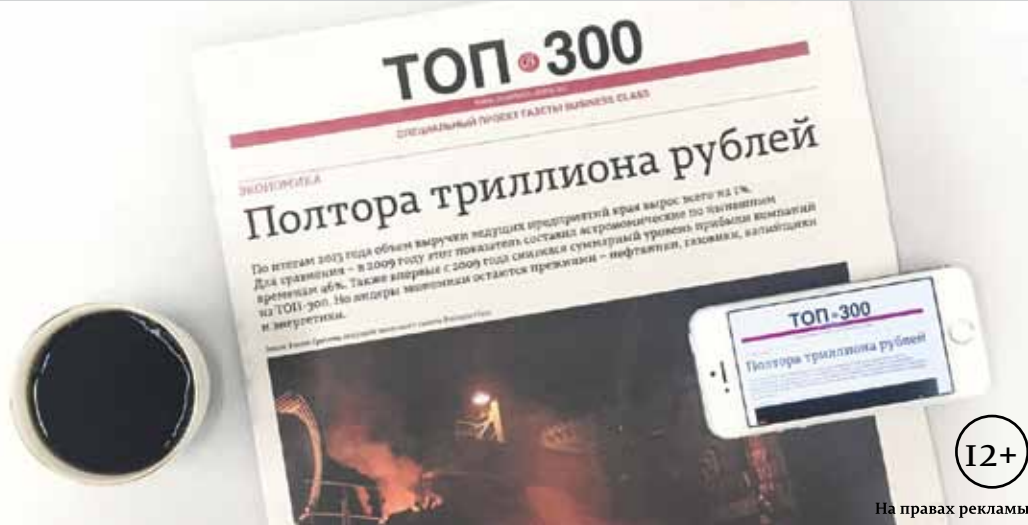 ТОП 300
СПЕЦИАЛЬНЫЙ ПРОЕКТ ГАЗЕТЫ BUSINESS CLASS
ЭКОНОМИКА
Полтора триллиона рублей
По итогам 2013 года объем выручки ведущих предприятий края вырос всего на 1%.
Для сравнения – в 2009 году этот показатель составил астрономические по нынешним
временам 46%. Также впервые с 2009 года снизился суммарный уровень прибыли компаний
из ТОП-300. Но лидеры экономики остаются прежними – нефтяники, газовики, калийщики
и энергетики.
ТОП 300
Полтора триллиона рублей
12+
На правах рекламы